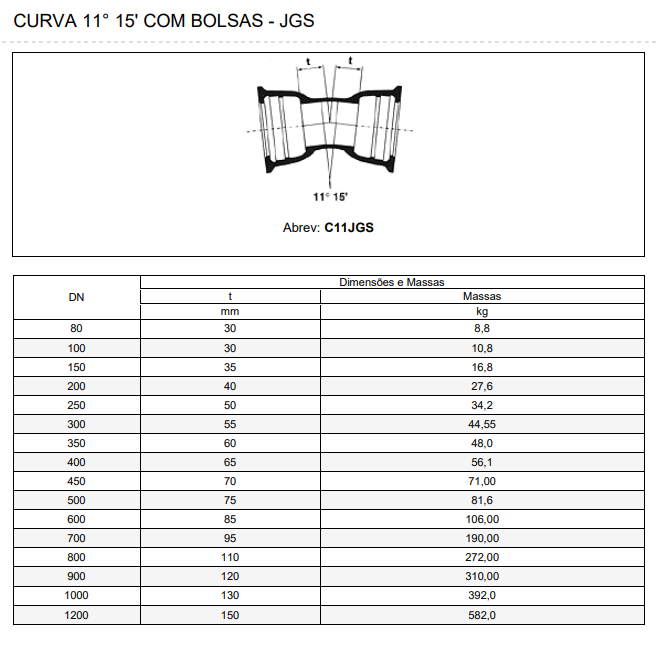 CURVA 11° 15' COM BOLSAS - JGS
t t
11° 15'
Abrev: C11JGS
DN Dimensões e Massas
t Massas
mm kg
80 30 8,8
100 30 10,8
150 35 16,8
200 40 27,6
250 50 34,2
300 55 44,55
350 60 48,0
400 65 56,1
450 70 71,00
500 75 81,6
600 85 106,00
700 95 190,00
800 110 272,00
900 120 310,00
1000 130 392,0
1200 150 582,0